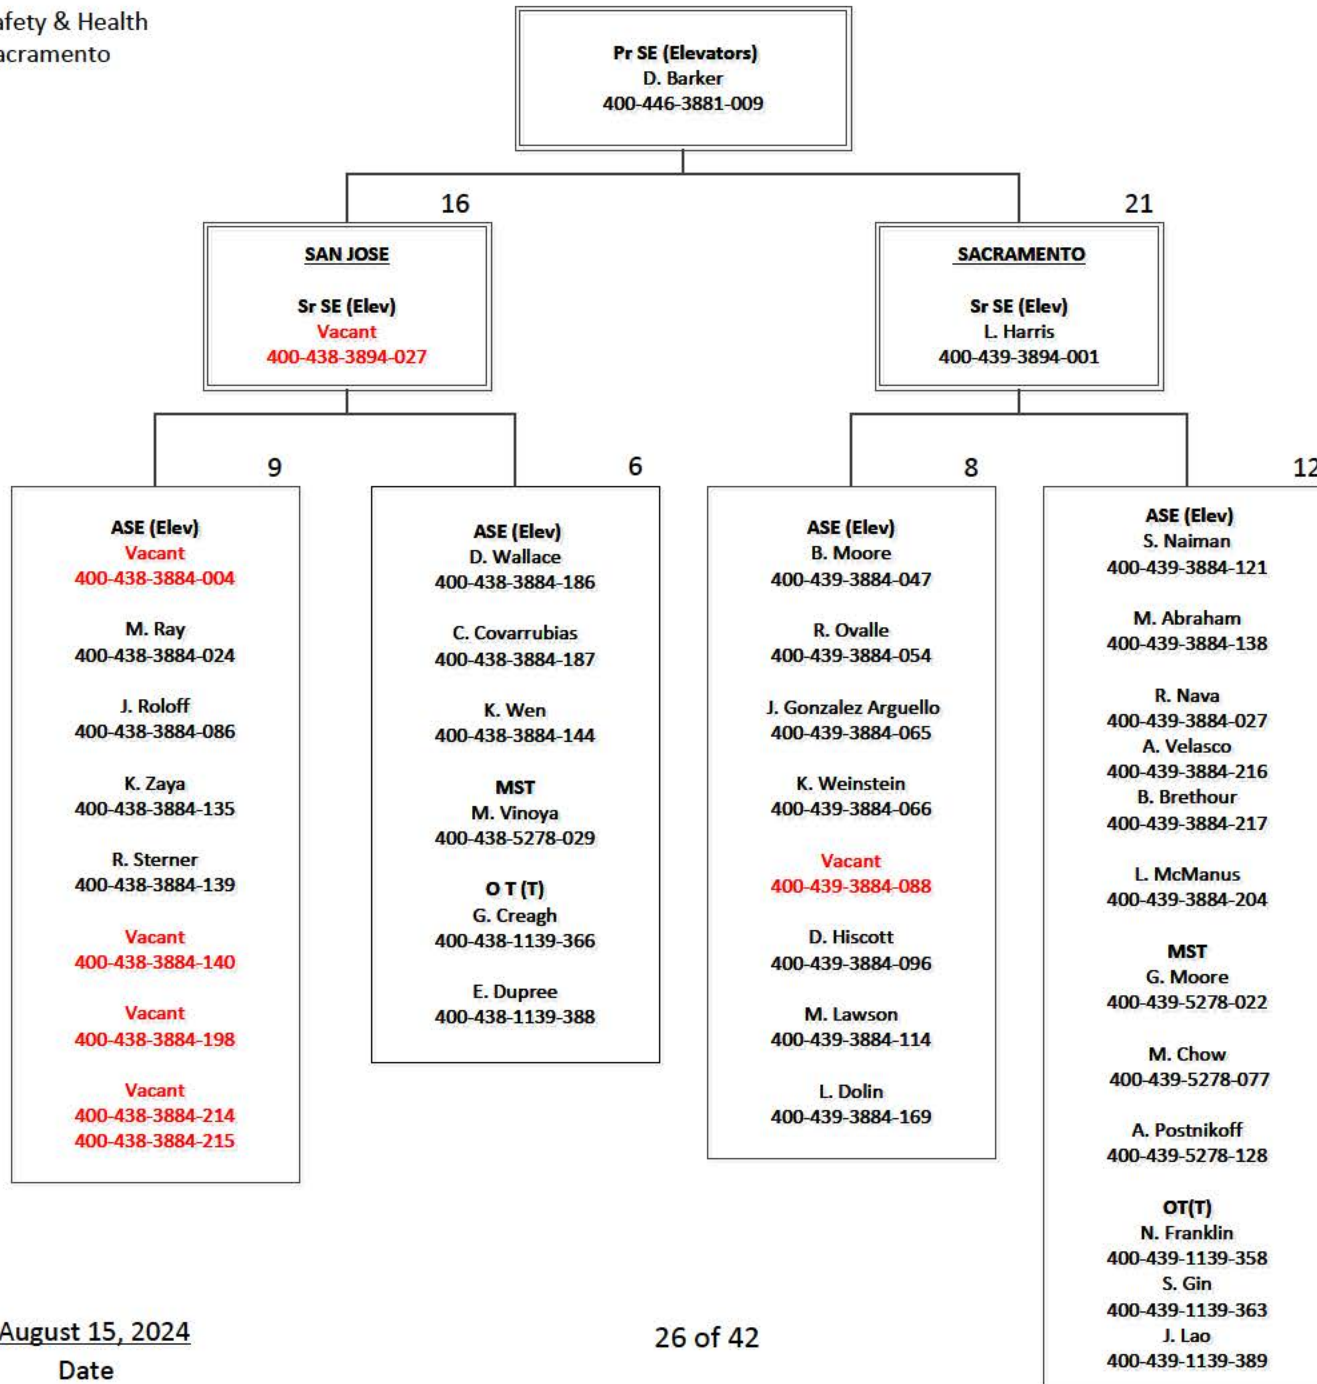 afety & Health
acramento
Pr SE (Elevators)
D. Barker
400-446-3881-009
16
SAN JOSE
Sr SE (Elev)
Vacant
400-438-3894-027
21
SACRAMENTO
Sr SE (Elev)
L. Harris
400-439-3894-001
9
ASE (Elev)
Vacant
400-438-3884-004
M. Ray
400-438-3884-024
J. Roloff
400-438-3884-086
K. Zaya
400-438-3884-135
R. Sterner
400-438-3884-139
Vacant
400-438-3884-140
Vacant
400-438-3884-198
Vacant
400-438-3884-214
400-438-3884-215
6
ASE (Elev)
D. Wallace
400-438-3884-186
C. Covarrubias
400-438-3884-187
K. Wen
400-438-3884-144
MST
M. Vinoya
400-438-5278-029
O T (T)
G. Creagh
400-438-1139-366
E. Dupree
400-438-1139-388
8
ASE (Elev)
B. Moore
400-439-3884-047
R. Ovalle
400-439-3884-054
J. Gonzalez Arguello
400-439-3884-065
K. Weinstein
400-439-3884-066
Vacant
400-439-3884-088
D. Hiscott
400-439-3884-096
M. Lawson
400-439-3884-114
L. Dolin
400-439-3884-169
12
ASE (Elev)
S. Naiman
400-439-3884-121
M. Abraham
400-439-3884-138
R. Nava
400-439-3884-027
A. Velasco
400-439-3884-216
B. Brethour
400-439-3884-217
L. McManus
400-439-3884-204
MST
G. Moore
400-439-5278-022
M. Chow
400-439-5278-077
A. Postnikoff
400-439-5278-128
OT(T)
N. Franklin
400-439-1139-358
S. Gin
400-439-1139-363
J. Lao
400-439-1139-389
August 15, 2024
Date
26 of 42